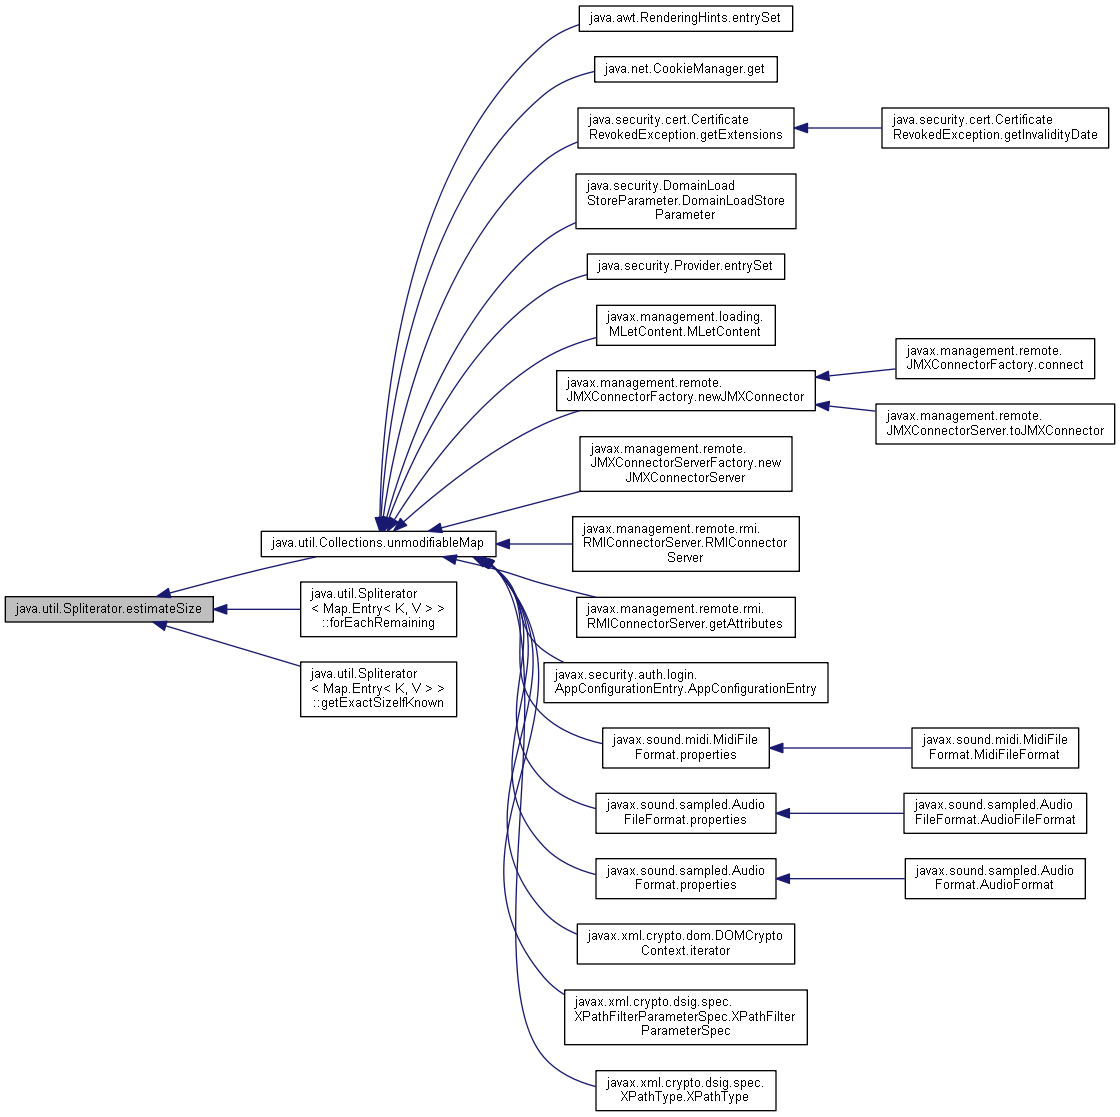 java.awt.RenderingHints.entrySet
java.net.CookieManager.get
java.security.cert.Certificate
RevokedException.getExtensions
java.security.cert.Certificate
RevokedException.getInvalidityDate
java.security.DomainLoad
StoreParameter.DomainLoadStore
Parameter
java.security.Provider.entrySet
javax.management.loading.
MLetContent.MLetContent
javax.management.remote.
JMXConnectorFactory.newJMXConnector
javax.management.remote.
JMXConnectorFactory.connect
javax.management.remote.
JMXConnectorServer.toJMXConnector
javax.management.remote.
JMXConnectorServerFactory.new
JMXConnectorServer
java.util.Collections.unmodifiableMap
javax.management.remote.rmi.
RMIConnectorServer.RMIConnector
Server
java.util.Spliterator.estimateSize
java.util.Spliterator
< Map.Entry< K, V > >
::forEachRemaining
javax.management.remote.rmi.
RMIConnectorServer.getAttributes
java.util.Spliterator
< Map.Entry< K, V > >
::getExactSizeIfKnown
javax.security.auth.login.
AppConfigurationEntry.AppConfigurationEntry
javax.sound.midi.MidiFile
Format.properties
javax.sound.midi.MidiFile
Format.MidiFileFormat
javax.sound.sampled.Audio
FileFormat.properties
javax.sound.sampled.Audio
FileFormat.AudioFileFormat
javax.sound.sampled.Audio
Format.properties
javax.sound.sampled.Audio
Format.AudioFormat
javax.xml.crypto.dom.DOMCrypto
Context.iterator
javax.xml.crypto.dsig.spec.
XPathFilterParameterSpec.XPathFilter
ParameterSpec
javax.xml.crypto.dsig.spec.
XPathType.XPathType